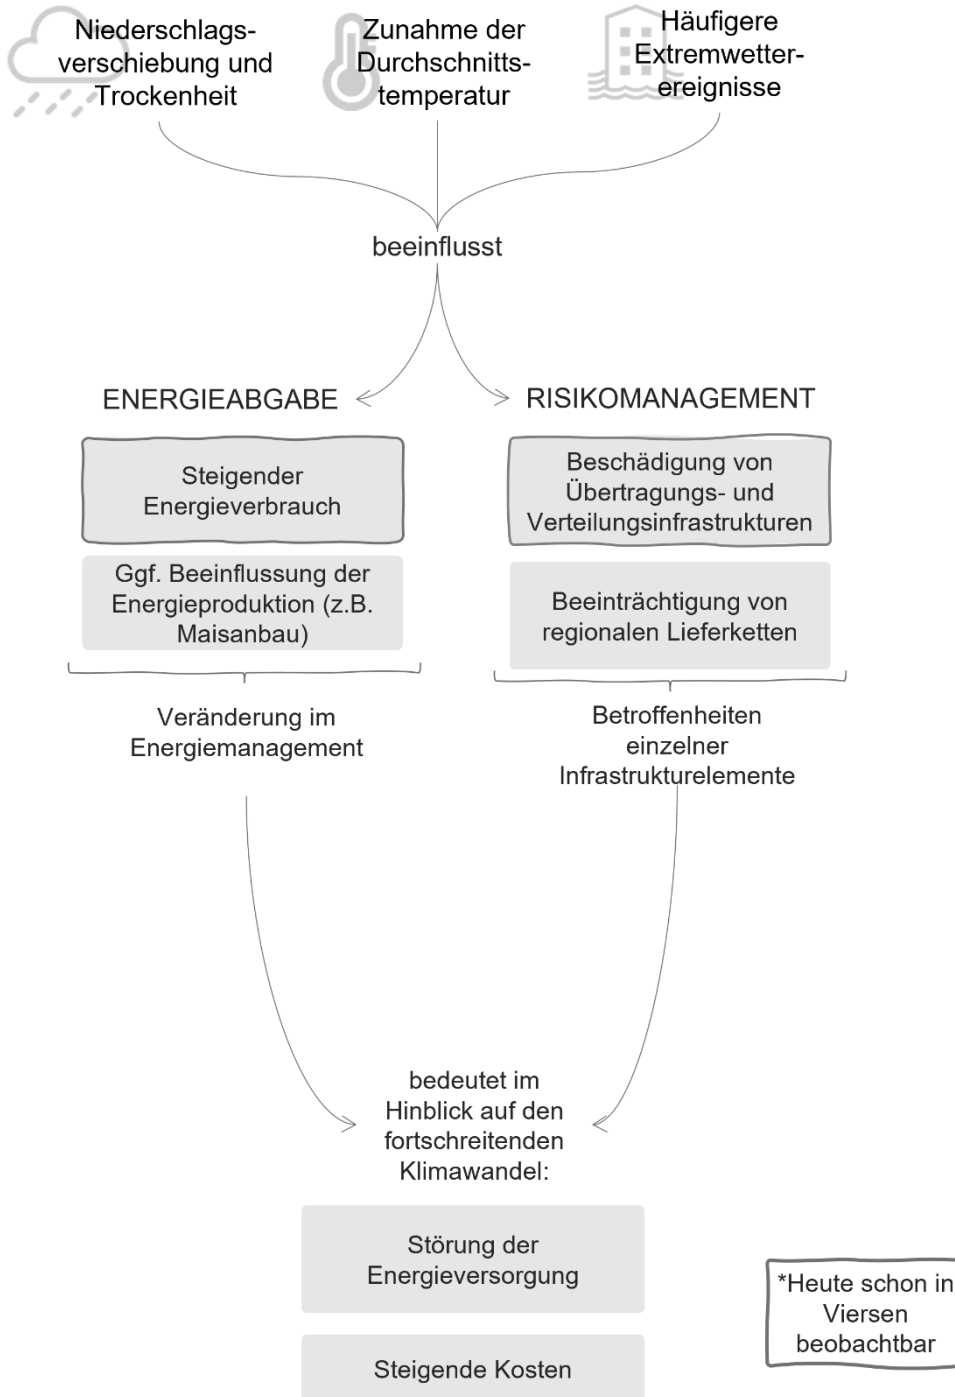 Niederschlags-
verschiebung und
Trockenheit
Zunahme der
Durchschnitts-
temperatur
Häufigere
Extremwetter-
ereignisse
beeinflusst
ENERGIEABGABE
RISIKOMANAGEMENT
Steigender
Energieverbrauch
Ggf. Beeinflussung der
Energieproduktion (z.B.
Maisanbau)
Beschädigung von
Übertragungs- und
Verteilungsinfrastrukturen
Beeinträchtigung von
regionalen Lieferketten
Veränderung im
Energiemanagement
Betroffenheiten
einzelner
Infrastrukturelemente
bedeutet im
Hinblick auf den
fortschreitenden
Klimawandel:
Störung der
Energieversorgung
Steigende Kosten
*Heute schon in
Viersen
beobachtbar